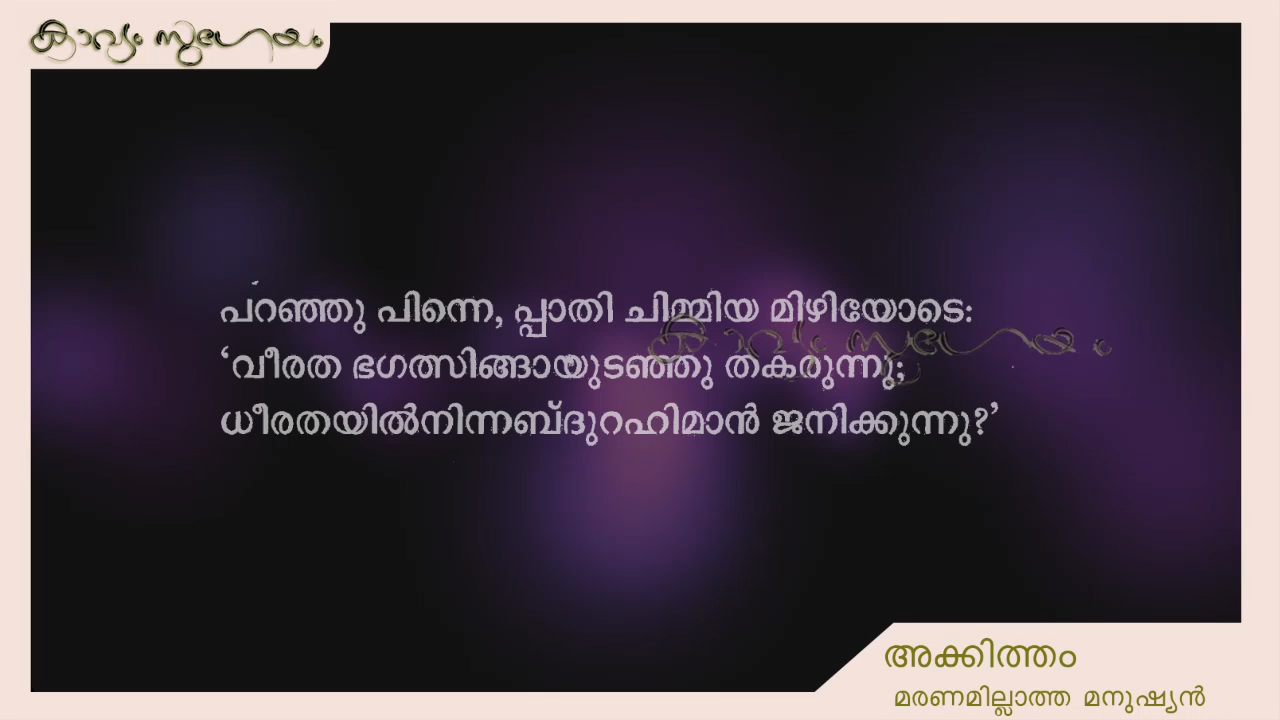 കാവ്യം സുഗേയം
പറഞ്ഞു പിന്നെ, പ്പാതി ചിമ്മിയ മിഴിയോടെ:
കാവ്യം സുഗേയം
‘വീരത ഭഗത്സിങ്ങായുടഞ്ഞു തകരുന്നു;
ധീരതയിൽനിന്നബ്ദുറഹിമാൻ ജനിക്കുന്നു?’
അക്കിത്തം
മരണമില്ലാത്ത മനുഷ്യൻ